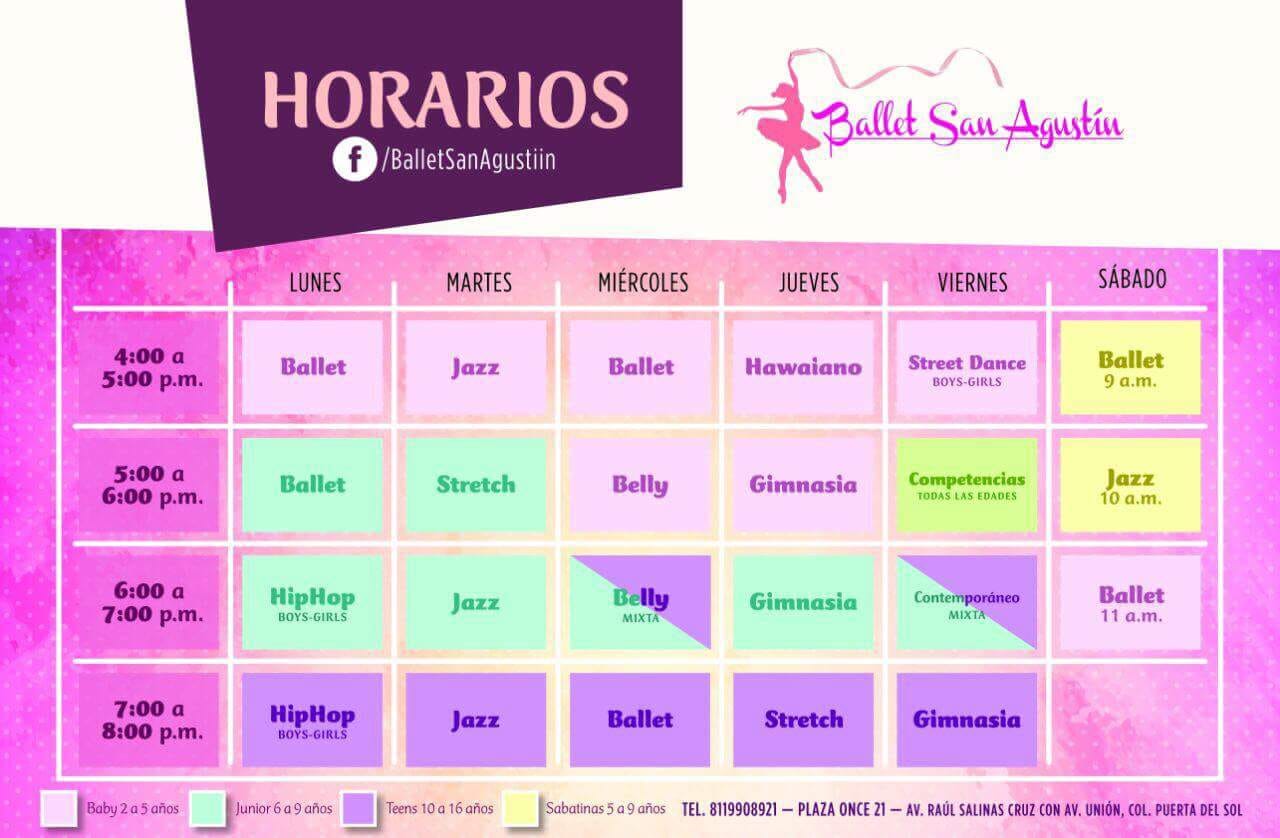 HORARIOS
f /BalletSanAgustiin
Ballet San Agustín
LUNES MARTES MIÉRCOLES JUEVES VIERNES SÁBADO
4:00 a
5:00 p.m.
Ballet
Jazz
Ballet
Hawaiano
Street Dance
BOYS-GIRLS
Ballet
9 a.m.
5:00 a
6:00 p.m.
Ballet
Stretch
Belly
Gimnasia
Competencias
TODAS LAS EDADES
Jazz
10 a.m.
6:00 a
7:00 p.m.
HipHop
BOYS-GIRLS
Jazz
Belly
MIXTA
Gimnasia
Contemporáneo
MIXTA
Ballet
11 a.m.
7:00 a
8:00 p.m.
HipHop
BOYS-GIRLS
Jazz
Ballet
Stretch
Gimnasia
Baby 2 a 5 años Junior 6 a 9 años Teens 10 a 16 años Sabatinas 5 a 9 años TEL. 8119908921 — PLAZA ONCE 21 — AV. RAÚL SALINAS CRUZ CON AV. UNIÓN, COL. PUERTA DEL SOL